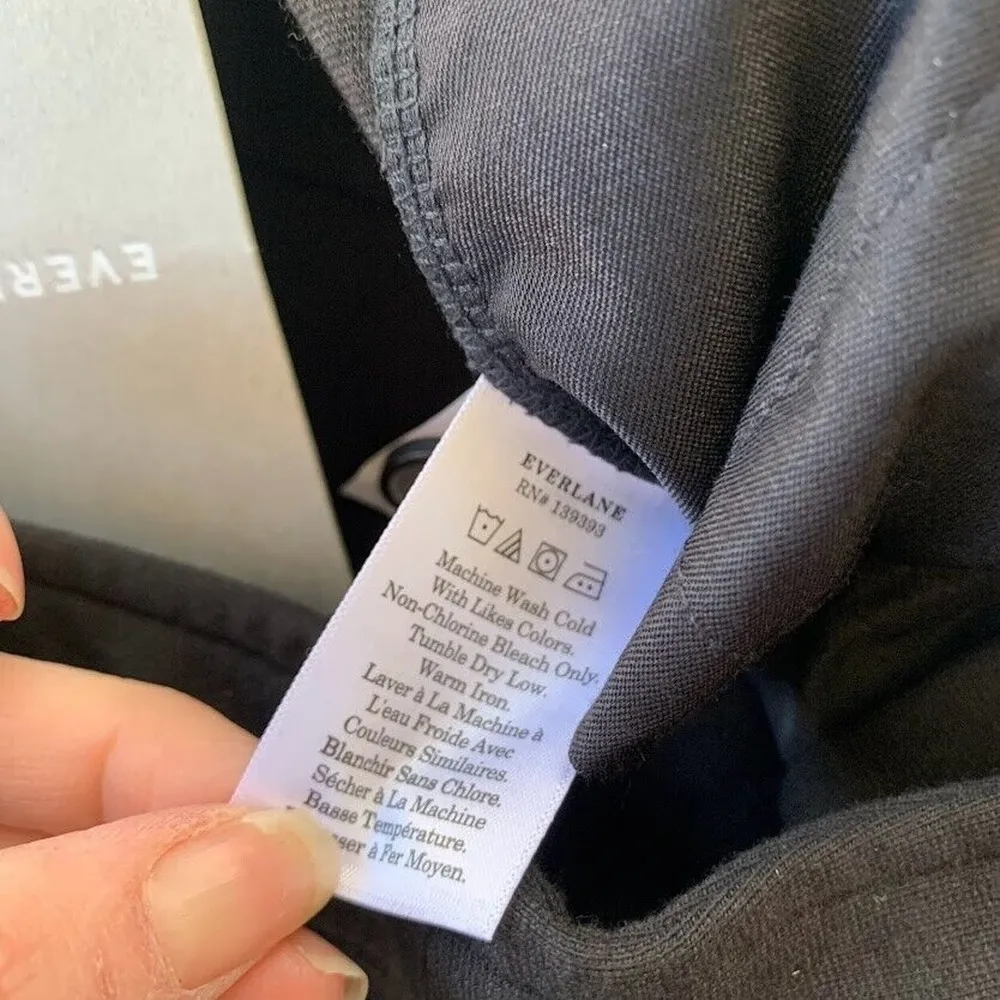 EVER
EVERLANE
RN# 139393
Machine Wash Cold
With Likes Colors.
Non-Chlorine Bleach Only.
Tumble Dry Low.
Warm Iron.
Laver à La Machine à
L'eau Froide Avec
Couleurs Similaires.
Blanchir Sans Chlore.
Sécher à La Machine
Basse Température.
à Fer Moyen.